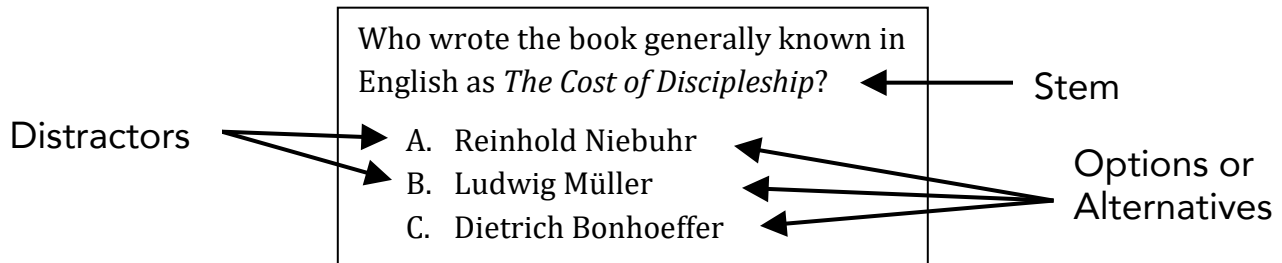 Who wrote the book generally known in
English as The Cost of Discipleship?
Stem
Distractors
A. Reinhold Niebuhr
B. Ludwig Müller
C. Dietrich Bonhoeffer
Options or
Alternatives